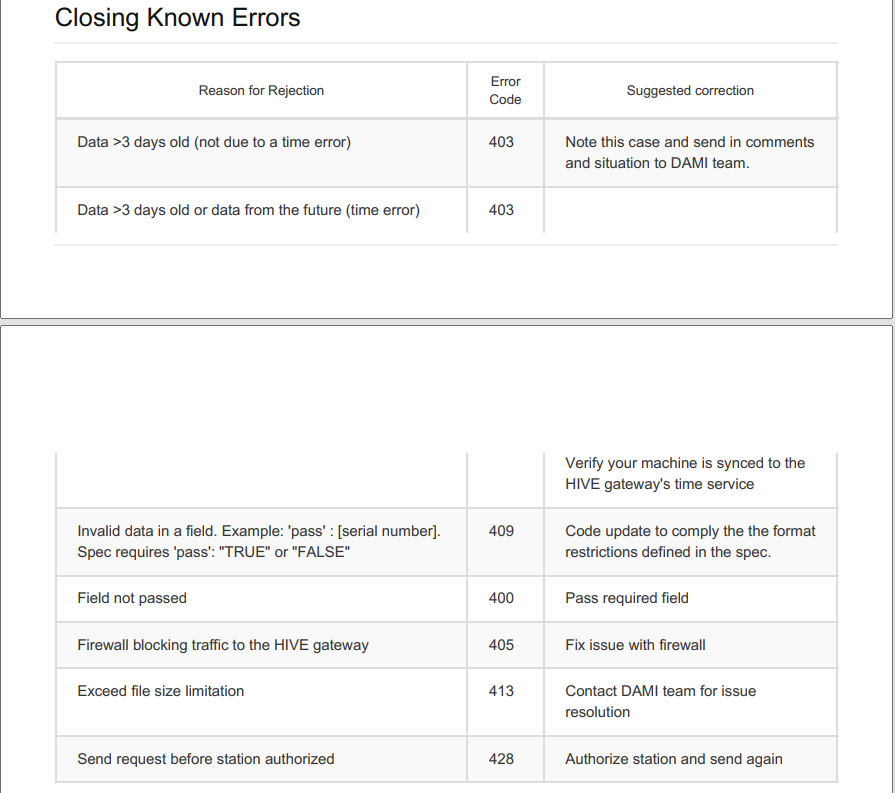 Closing Known Errors
Reason for Rejection
Error
Code
Suggested correction
Data >3 days old (not due to a time error)
403
Note this case and send in comments
and situation to DAMI team.
Data >3 days old or data from the future (time error)
403
Verify your machine is synced to the
HIVE gateway's time service
Invalid data in a field. Example: 'pass' : [serial number].
Spec requires 'pass': "TRUE" or "FALSE"
409
Code update to comply the the format
restrictions defined in the spec.
Field not passed
400
Pass required field
Firewall blocking traffic to the HIVE gateway
405
Fix issue with firewall
Exceed file size limitation
413
Contact DAMI team for issue
resolution
Send request before station authorized
428
Authorize station and send again